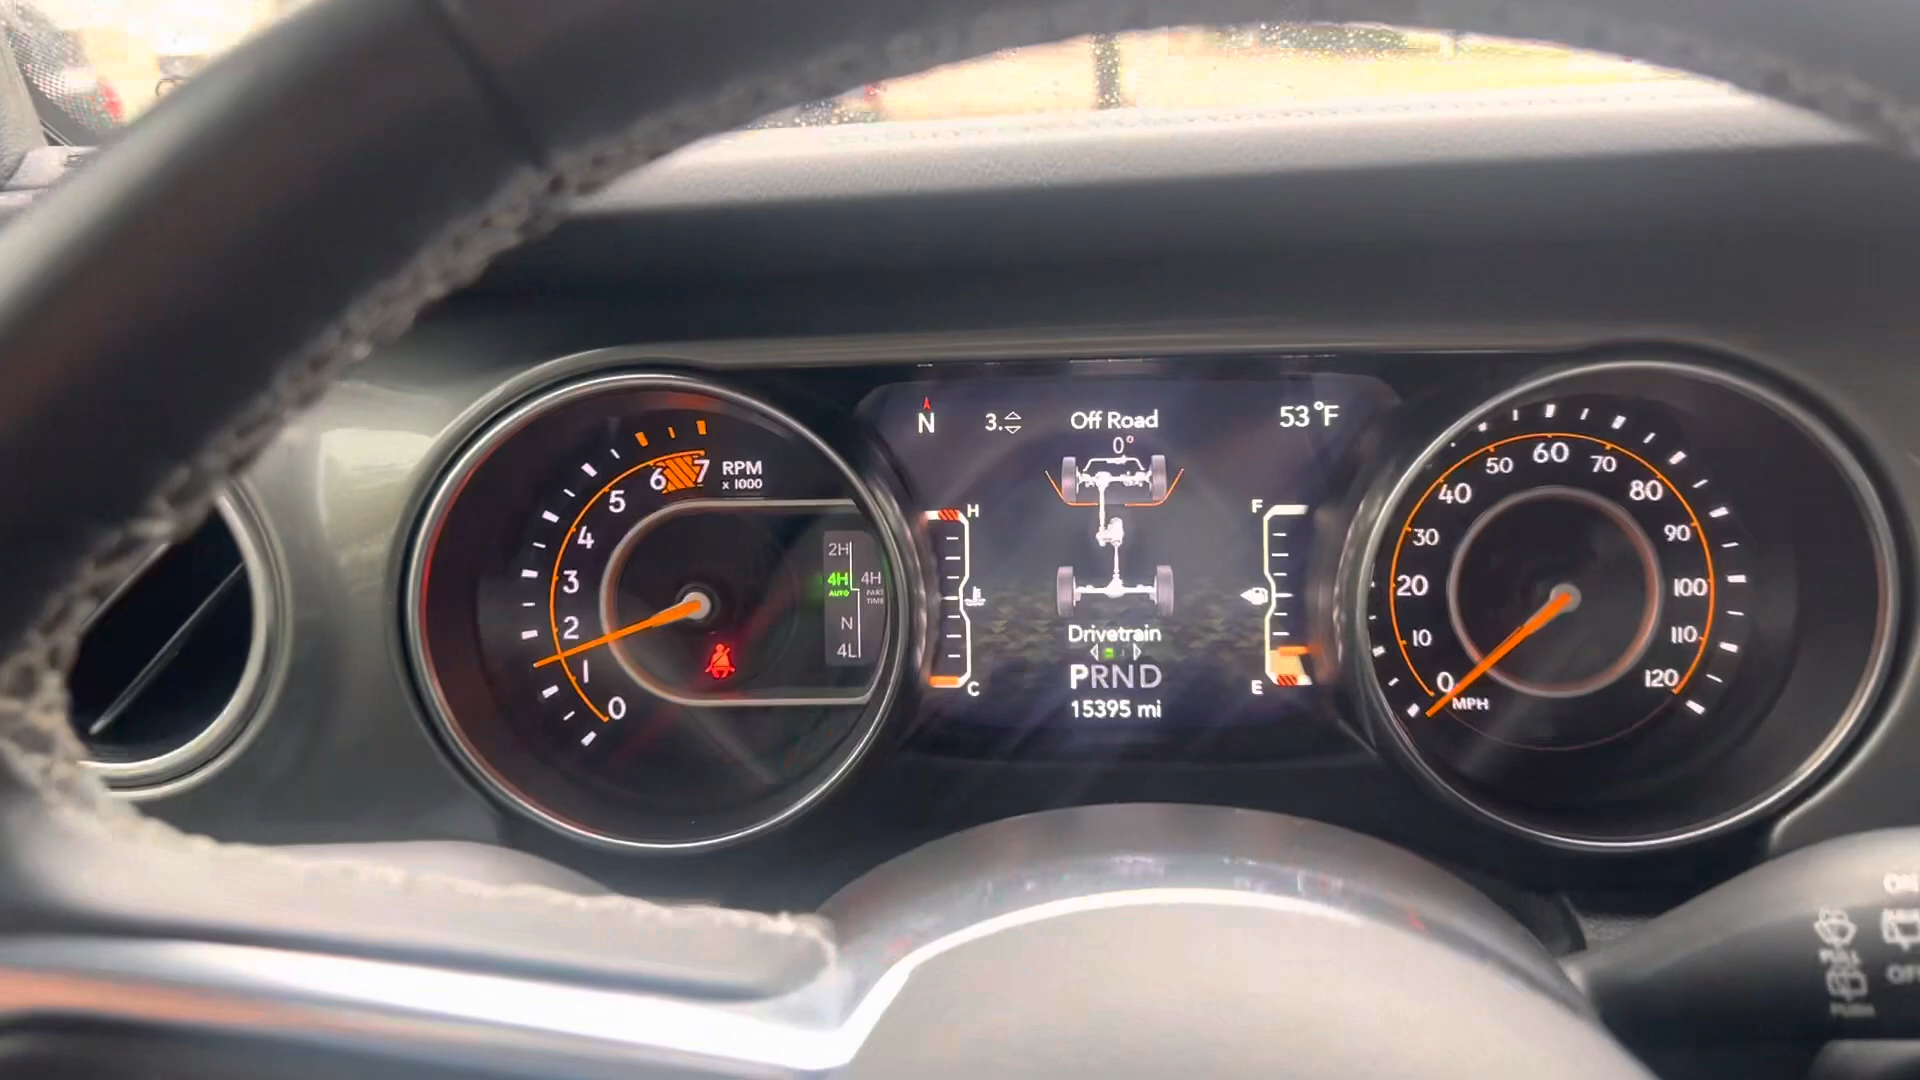 N
3.
Off Road
53°F
0°
7
6
5
4
3
2
1
0
RPM
x 1000
2H
4H
AUTO
4H
PART
TIME
N
4L
H
C
F
E
Drivetrain
PRND
15395 mi
0
10
20
30
40
50
60
70
80
90
100
110
120
MPH
FULL
PUSH